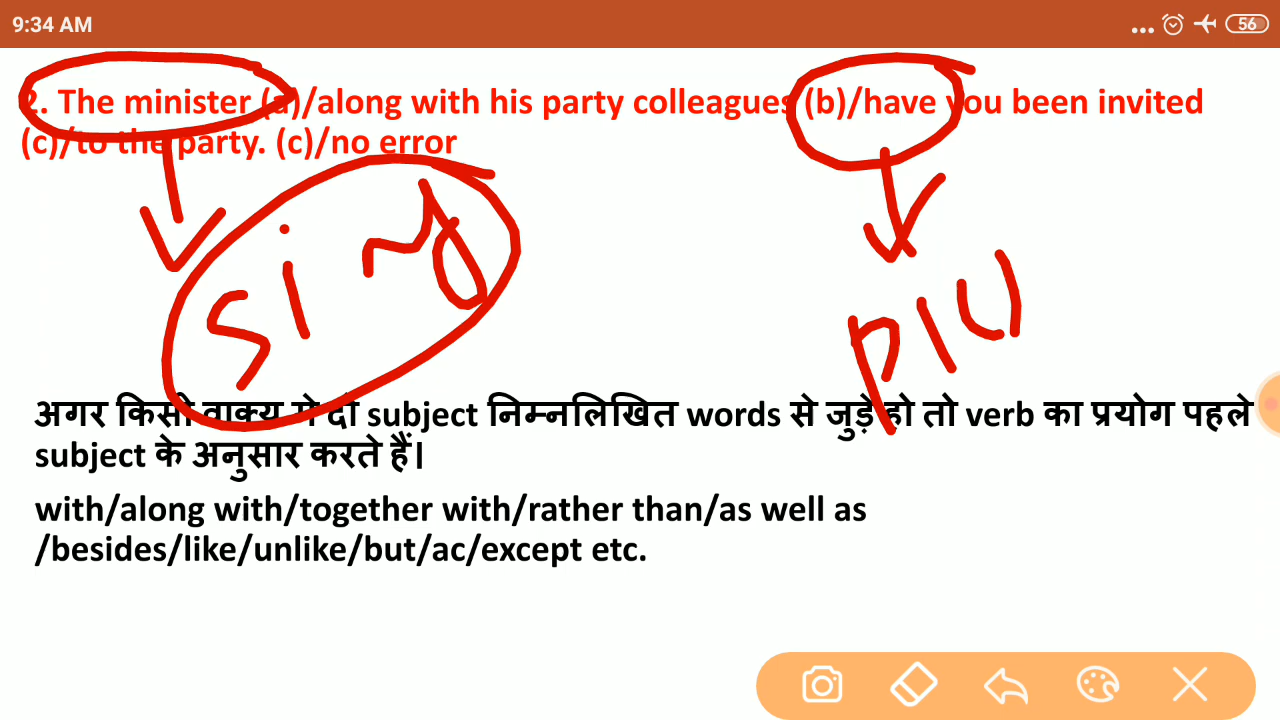 9:34 AM
56
2. The minister (a)/along with his party colleagues (b)/have you been invited
(c)/to the party. (c)/no error
sing
plu
अगर किसी वाक्य मे दो subject निम्नलिखित words से जुड़े हो तो verb का प्रयोग पहले
subject के अनुसार करते हैं।
with/along with/together with/rather than/as well as
/besides/like/unlike/but/ac/except etc.